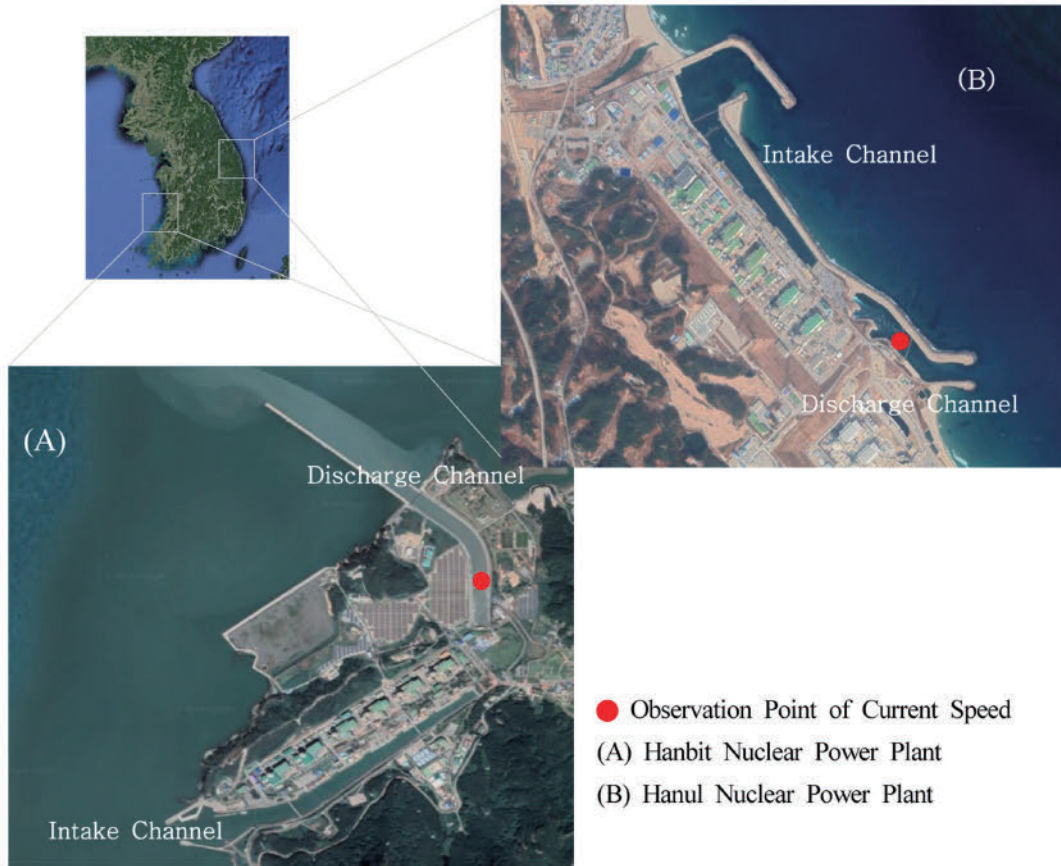 (B)
Intake Channel
Discharge Channel
(A)
Discharge Channel
Intake Channel
Observation Point of Current Speed
(A) Hanbit Nuclear Power Plant
(B) Hanul Nuclear Power Plant